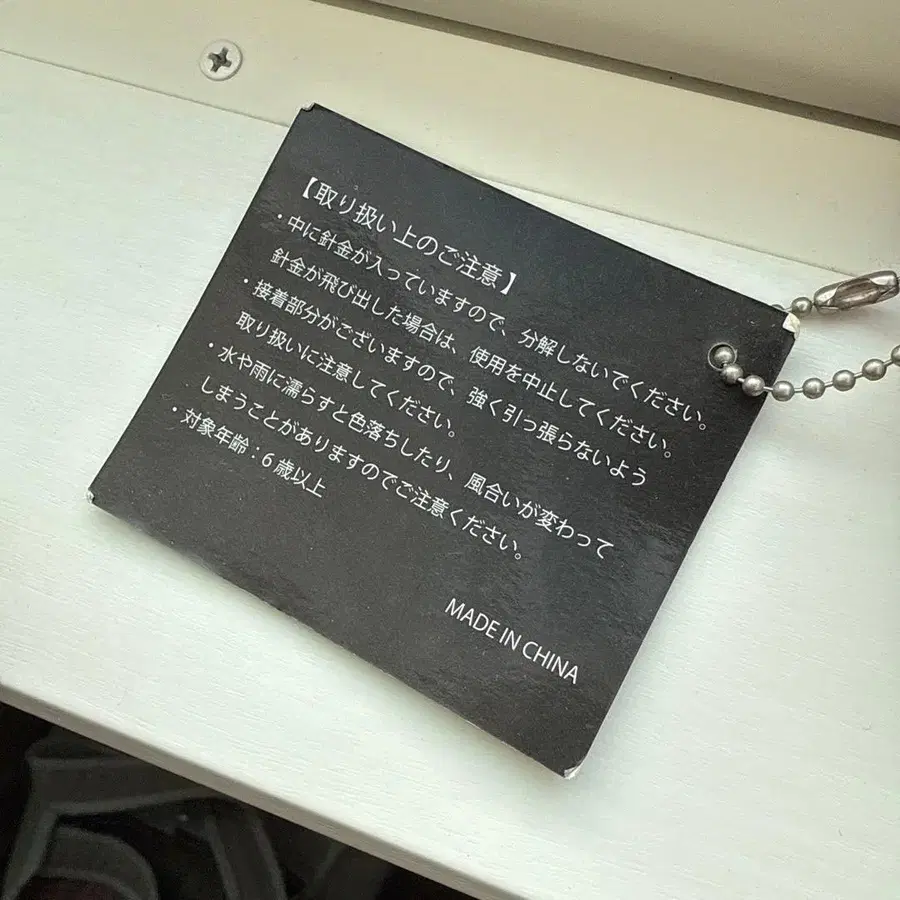 【取り扱い上のご注意】
・中に針金が入っていますので、分解しないでください。
針金が飛び出した場合は、使用を中止してください。
・接着部分がございますので、強く引っ張らないよう
取り扱いに注意してください。
・水や雨に濡らすと色落ちしたり、風合いが変わって
しまうことがありますのでご注意ください。
・対象年齢：6歳以上
MADE IN CHINA